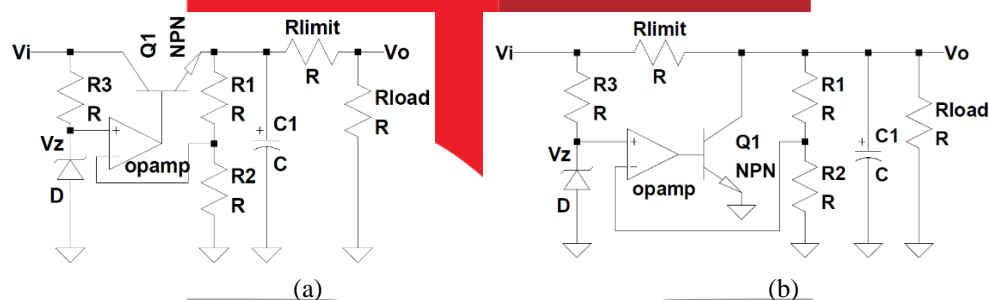 Vi
Q1
NPN
Rlimit
R
Vo
R3
R
R1
R
Rload
R
Vz
opamp
C1
C
D
R2
R
(a)
Vi
Rlimit
R
Vo
R3
R
R1
R
Rload
R
Vz
opamp
Q1
NPN
C1
C
D
R2
R
(b)